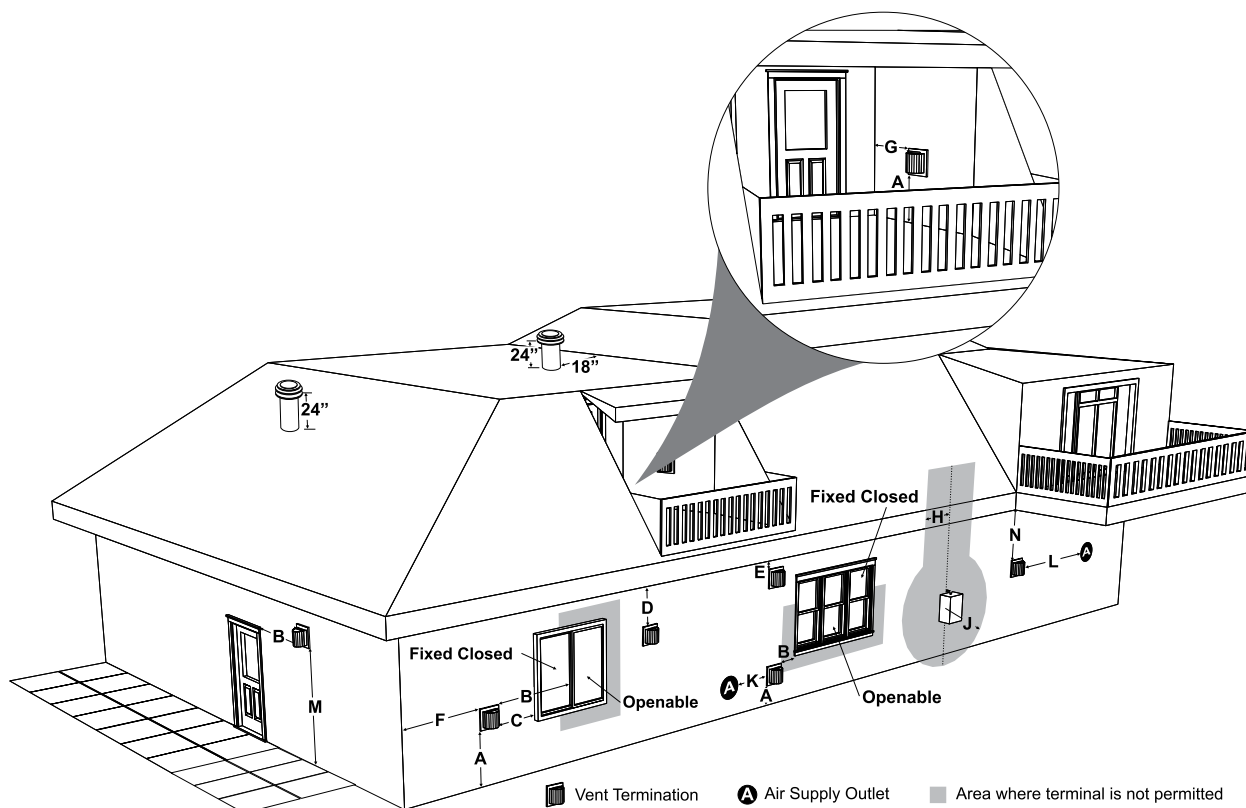 G
A
24”
18”
24”
Fixed Closed
H
N
L
A
E
D
B
J
Fixed Closed
B
K
A
A
Openable
B
Openable
M
F
C
A
Vent Termination
A Air Supply Outlet
Area where terminal is not permitted